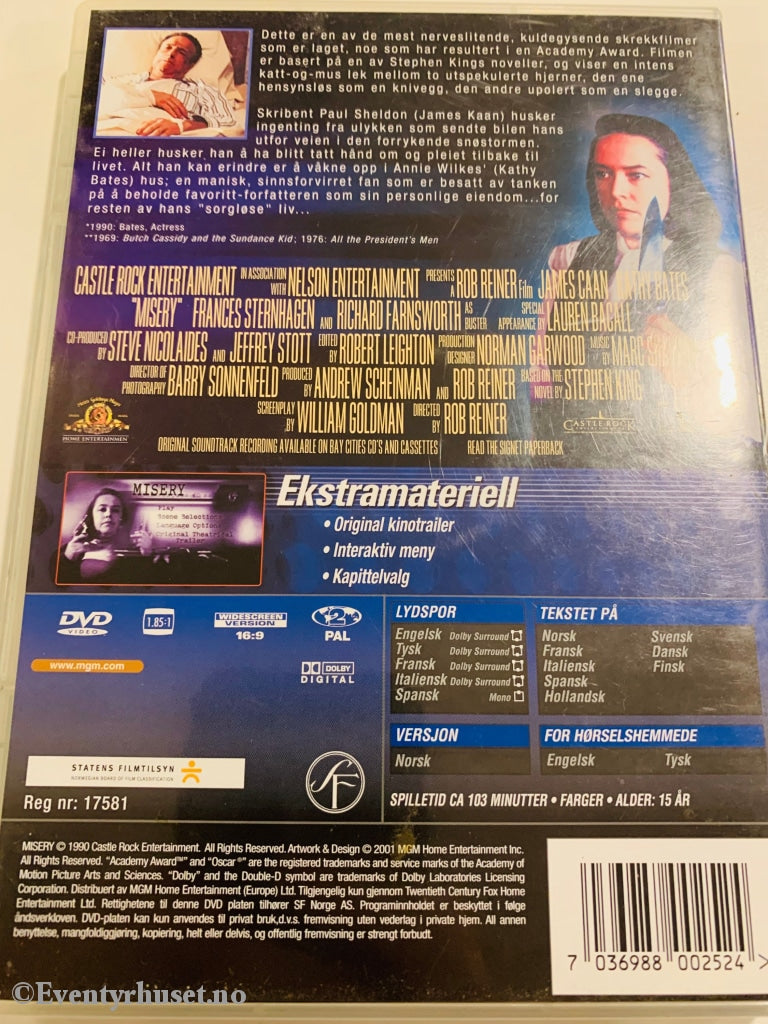 Dette er en av de mest nerveslitende, kuldegysende skrekkfilmer
som er laget, noe som har resultert i en Academy Award. Filmen
er basert på en av Stephen Kings noveller, og viser en intens
katt-og-mus lek mellom to utspekulerte hjerner, den ene
hensynsløs som en knivegg, den andre upolert som en slegge.
Skribent Paul Sheldon (James Kaan) husker
ingenting fra ulykken som sendte bilen hans
utfor veien i den forrykende snøstormen.
Ei heller husker han å ha blitt tatt hånd om og pleiet tilbake til
livet. Alt han kan erindre er å våkne opp i Annie Wilkes' (Kathy
Bates) hus; en manisk, sinnsforvirret fan som er besatt av tanken
på å beholde favoritt-forfatteren som sin personlige eiendom...for
resten av hans "sorgløse" liv...
*1990: Bates, Actress
**1969: Butch Cassidy and the Sundance Kid; 1976: All the President's Men
CASTLE ROCK ENTERTAINMENT IN ASSOCIATION WITH NELSON ENTERTAINMENT PRESENTS A ROB REINER Film JAMES CAAN KATHY BATES
"MISERY" FRANCES STERNHAGEN AND RICHARD FARNSWORTH AS BUSTER SPECIAL APPEARANCE BY LAUREN BACALL
CO-PRODUCED BY STEVE NICOLAIDES AND JEFFREY STOTT EDITED BY ROBERT LEIGHTON PRODUCTION DESIGNER NORMAN GARWOOD MUSIC BY MARC
DIRECTOR OF PHOTOGRAPHY BARRY SONNENFELD PRODUCED BY ANDREW SCHEINMAN AND ROB REINER BASED ON THE NOVEL BY STEPHEN KING
SCREENPLAY BY WILLIAM GOLDMAN DIRECTED BY ROB REINER
HOME ENTERTAINMENT
CASTLE ROCK
ORIGINAL SOUNDTRACK RECORDING AVAILABLE ON BAY CITIES CD'S AND CASSETTES READ THE SIGNET PAPERBACK
MISERY
Play
Scene Selection
Language Options
Original Theatrical
Trailer
Ekstramateriell
• Original kinotrailer
• Interaktiv meny
• Kapittelvalg
DVD
VIDEO
1.85:1
WIDESCREEN
VERSION
16:9
2
PAL
www.mgm.com
DOLBY
DIGITAL
LYDSPOR
Engelsk Dolby Surround
Tysk Dolby Surround
Fransk Dolby Surround
Italiensk Dolby Surround
Spansk Mono
TEKSTET PÅ
Norsk Svensk
Fransk Dansk
Italiensk Finsk
Spansk
Hollandsk
VERSJON
Norsk
FOR HØRSELSHEMMEDE
Engelsk Tysk
STATENS FILMTILSYN
NORWEGIAN BOARD OF FILM CLASSIFICATION
Reg nr: 17581
SF
SPILLETID CA 103 MINUTTER • FARGER • ALDER: 15 ÅR
MISERY © 1990 Castle Rock Entertainment. All Rights Reserved. Artwork & Design © 2001 MGM Home Entertainment Inc.
All Rights Reserved. "Academy Award™" and "Oscar®" are the registered trademarks and service marks of the Academy of
Motion Picture Arts and Sciences. "Dolby" and the Double-D symbol are trademarks of Dolby Laboratories Licensing
Corporation. Distribuert av MGM Home Entertainment (Europe) Ltd. Tilgjengelig kun gjennom Twentieth Century Fox Home
Entertainment Ltd. Rettighetene til denne DVD platen tilhører SF Norge AS. Programinnholdet er beskyttet i følge
åndsverkloven. DVD-platen kan kun anvendes til privat bruk,d.v.s. fremvisning uten vederlag i private hjem. All annen
benyttelse, mangfoldiggjøring, kopiering, helt eller delvis, og offentlig fremvisning er strengt forbudt.
7 036988 002524 >
©Eventyrhuset.no